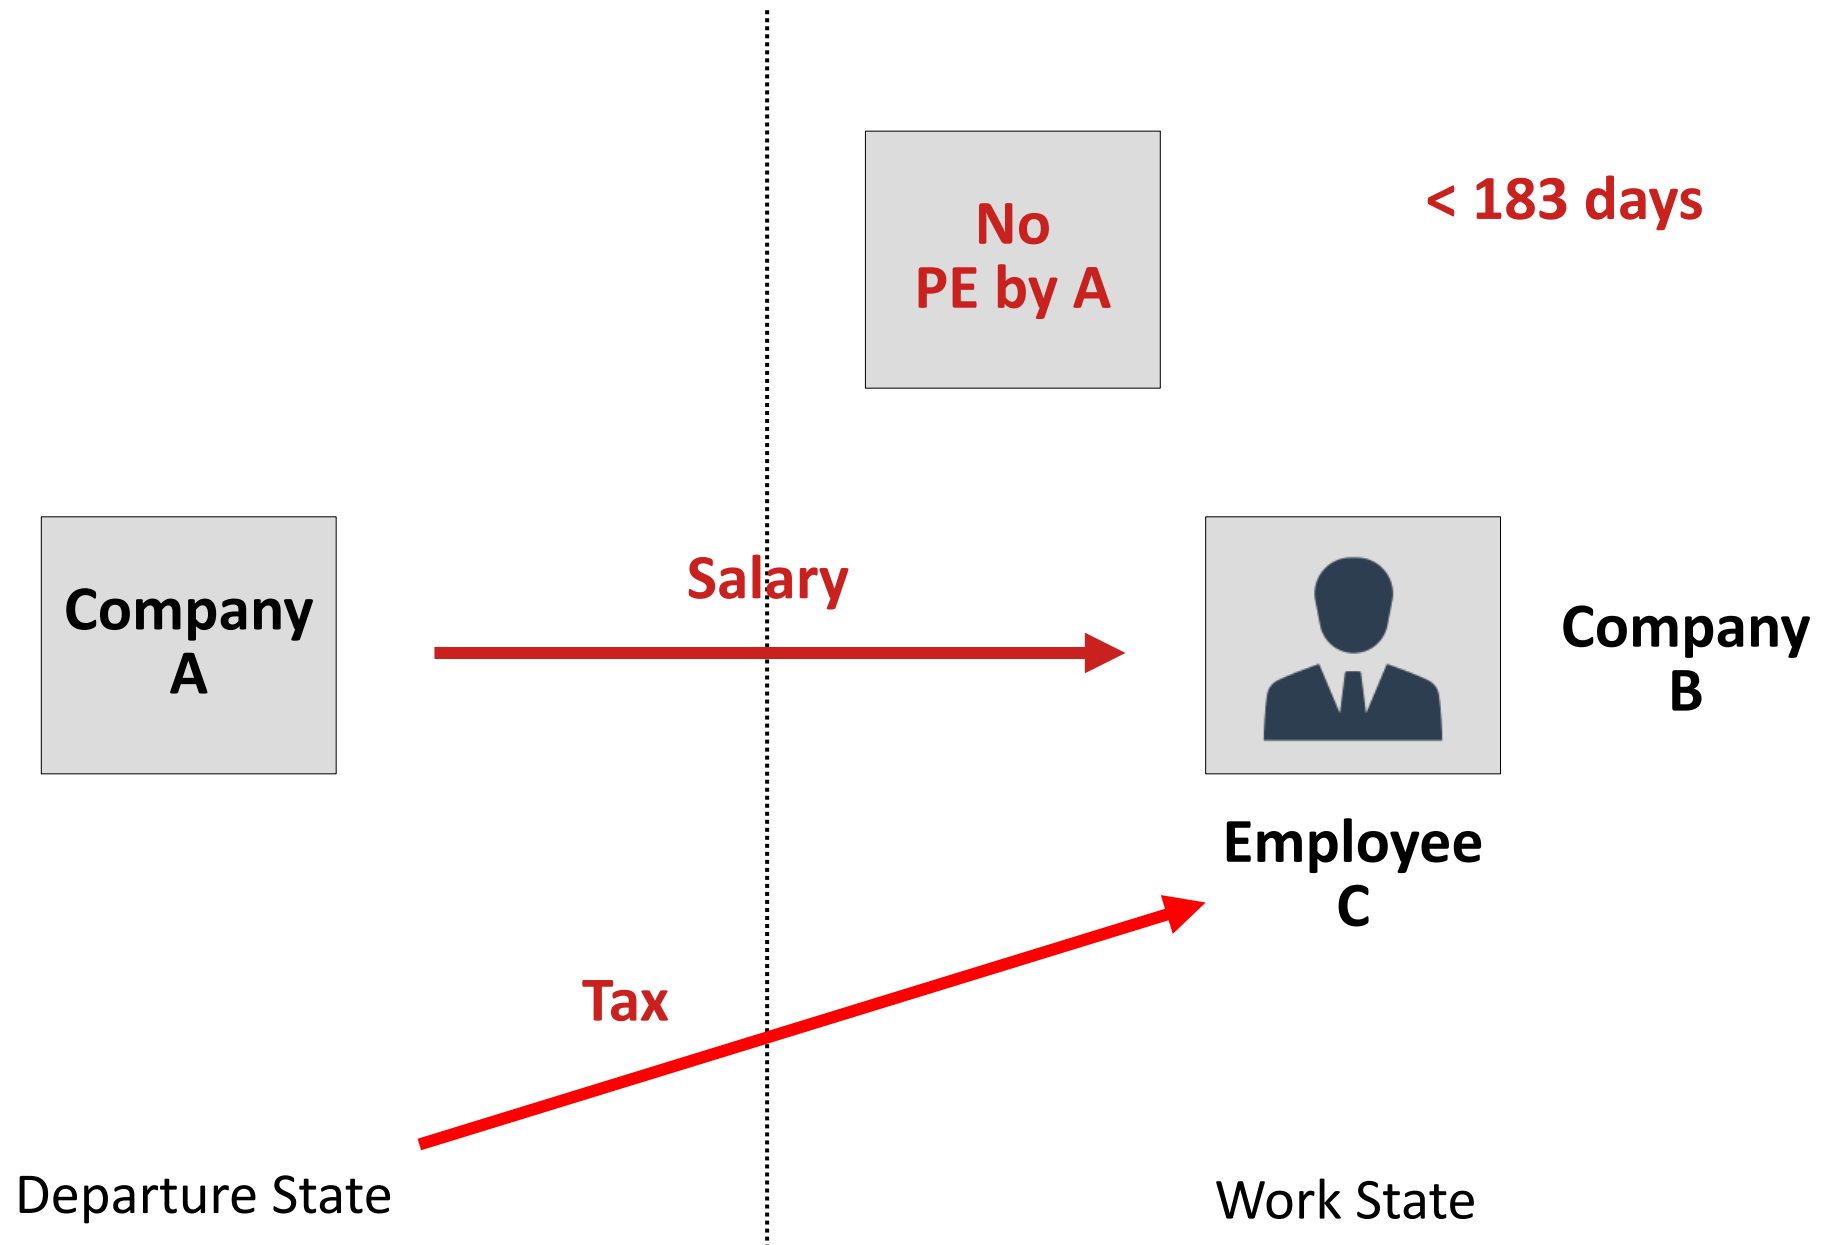 No
PE by A
< 183 days
Salary
Company
A
Company
B
Employee
C
Tax
Departure State
Work State